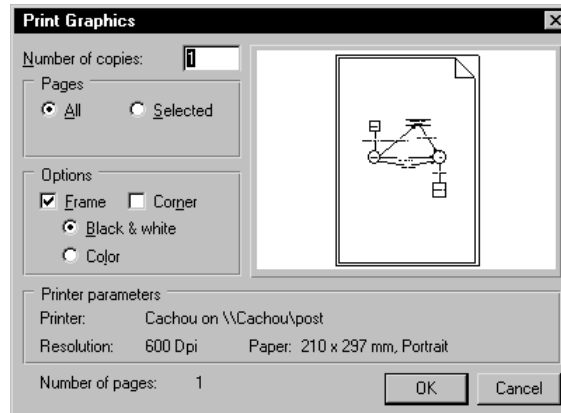 Print Graphics
Number of copies: 1
Pages
All Selected
Options
Frame Corner
Black & white
Color
Printer parameters
Printer: Cachou on \\Cachou\post
Resolution: 600 Dpi Paper: 210 x 297 mm, Portrait
Number of pages: 1
OK Cancel